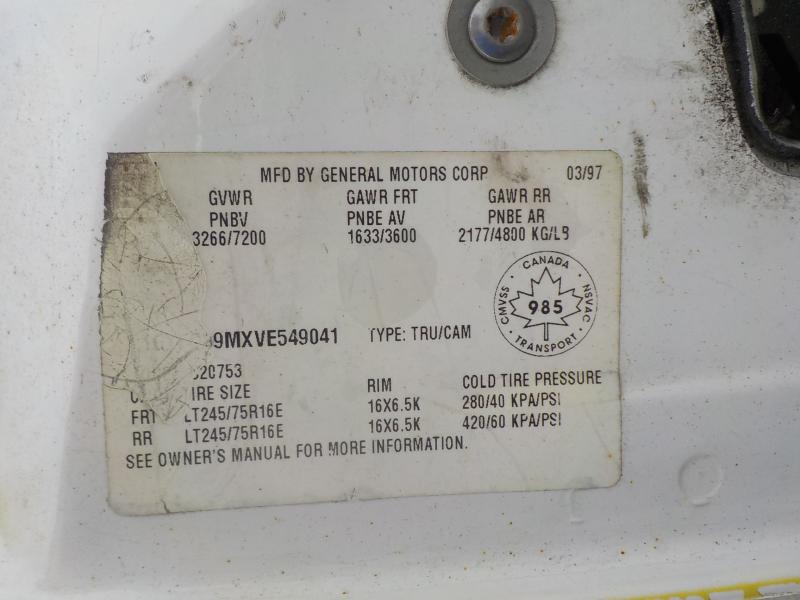 MFD BY GENERAL MOTORS CORP 03/97
GVWR GAWR FRT GAWR RR
PNBV PNBE AV PNBE AR
3266/7200 1633/3600 2177/4800 KG/LB
CANADA
CMVSS 985 NSVAC
TRANSPORT
9MXVE549041 TYPE: TRU/CAM
20753
IRE SIZE RIM COLD TIRE PRESSURE
FRT LT245/75R16E 16X6.5K 280/40 KPA/PSI
RR LT245/75R16E 16X6.5K 420/60 KPA/PSI
SEE OWNER'S MANUAL FOR MORE INFORMATION.